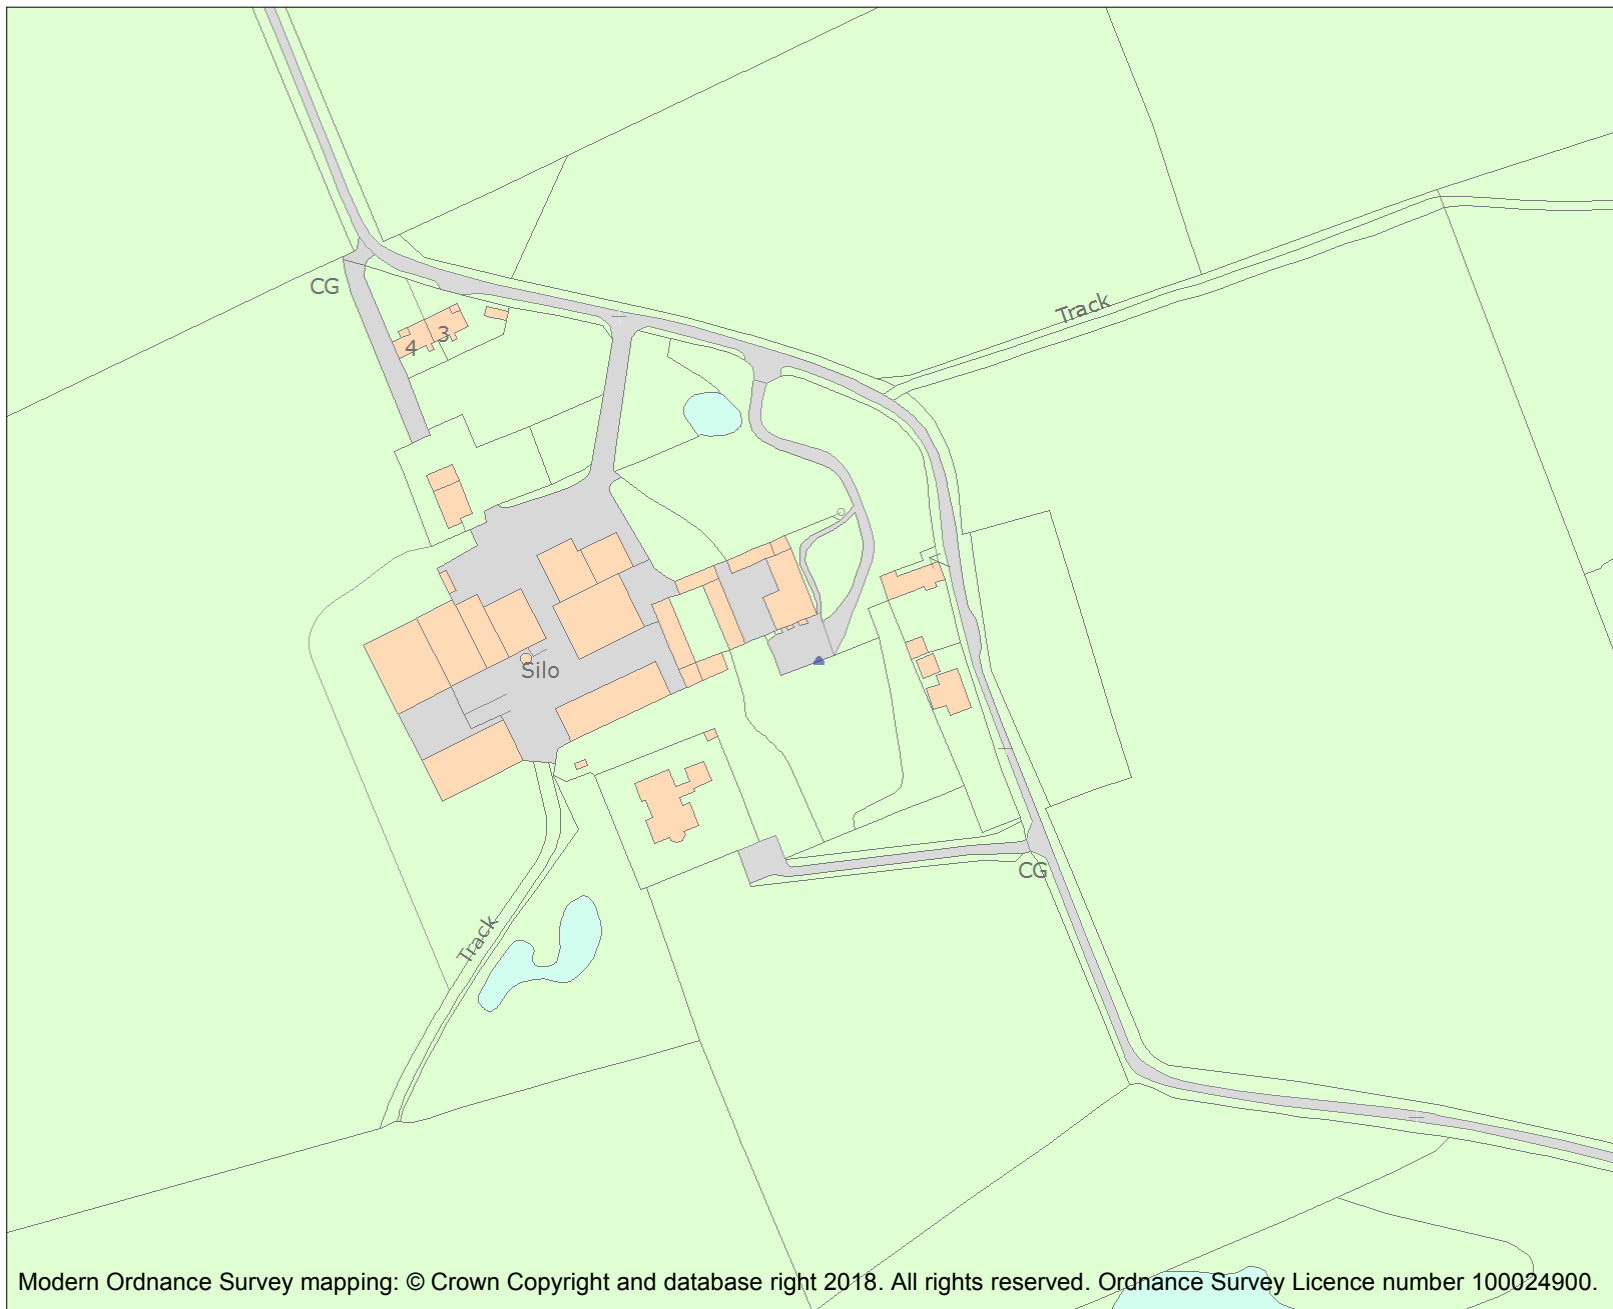 CG
Track
3
4
Silo
CG
Track
Modern Ordnance Survey mapping: © Crown Copyright and database right 2018. All rights reserved. Ordnance Survey Licence number 100024900.